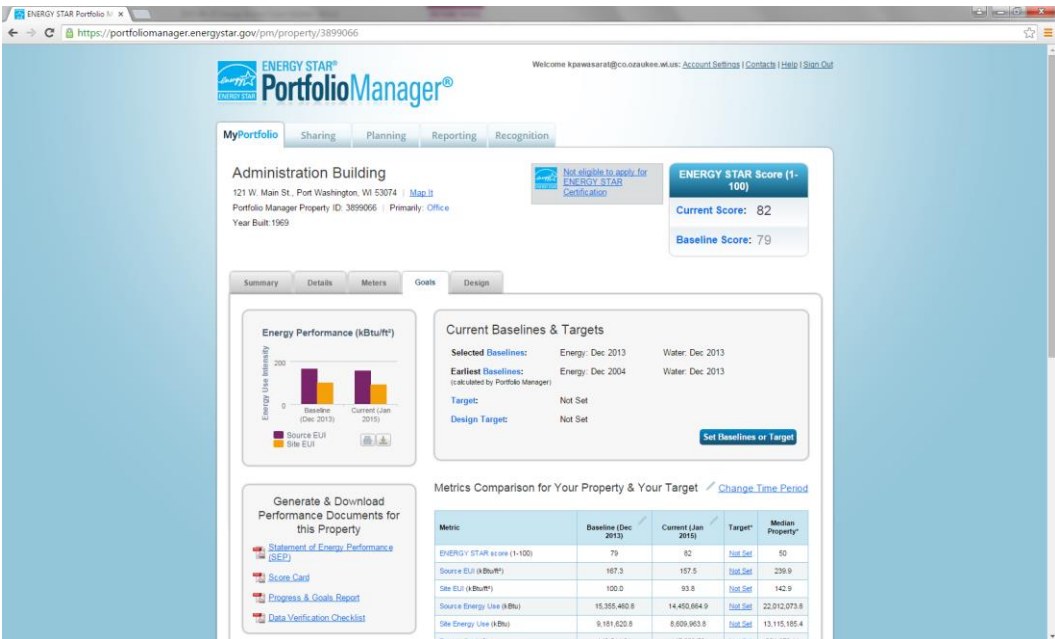 ENERGY STAR Portfolio M
https://portfoliomanager.energystar.gov/pm/property/3899066
ENERGY STAR®
PortfolioManager®
ENERGY STAR
Welcome kpawasarat@co.ozaukee.wi.us: Account Settings | Contacts | Help | Sign Out
MyPortfolio Sharing Planning Reporting Recognition
Administration Building
121 W. Main St., Port Washington, WI 53074 | Map It
Portfolio Manager Property ID: 3899066 | Primarily: Office
Year Built: 1969
Not eligible to apply for
ENERGY STAR
Certification
ENERGY STAR Score (1-
100)
Current Score: 82
Baseline Score: 79
Summary Details Meters Goals Design
Energy Performance (kBtu/ft²)
Energy Use Intensity
200
0
Baseline (Dec 2013)
Current (Jan 2015)
Source EUI
Site EUI
Current Baselines & Targets
Selected Baselines: Energy: Dec 2013 Water: Dec 2013
Earliest Baselines: Energy: Dec 2004 Water: Dec 2013
(calculated by Portfolio Manager)
Target: Not Set
Design Target: Not Set
Set Baselines or Target
Generate & Download
Performance Documents for
this Property
Statement of Energy Performance
(SEP)
Score Card
Progress & Goals Report
Data Verification Checklist
Metrics Comparison for Your Property & Your Target Change Time Period
Metric Baseline (Dec 2013) Current (Jan 2015) Target* Median Property*
ENERGY STAR score (1-100) 79 82 Not Set 50
Source EUI (kBtu/ft²) 167.3 157.5 Not Set 239.9
Site EUI (kBtu/ft²) 100.0 93.8 Not Set 142.9
Source Energy Use (kBtu) 15,355,460.8 14,450,664.9 Not Set 22,012,073.8
Site Energy Use (kBtu) 9,181,620.8 8,609,963.8 Not Set 13,115,185.4